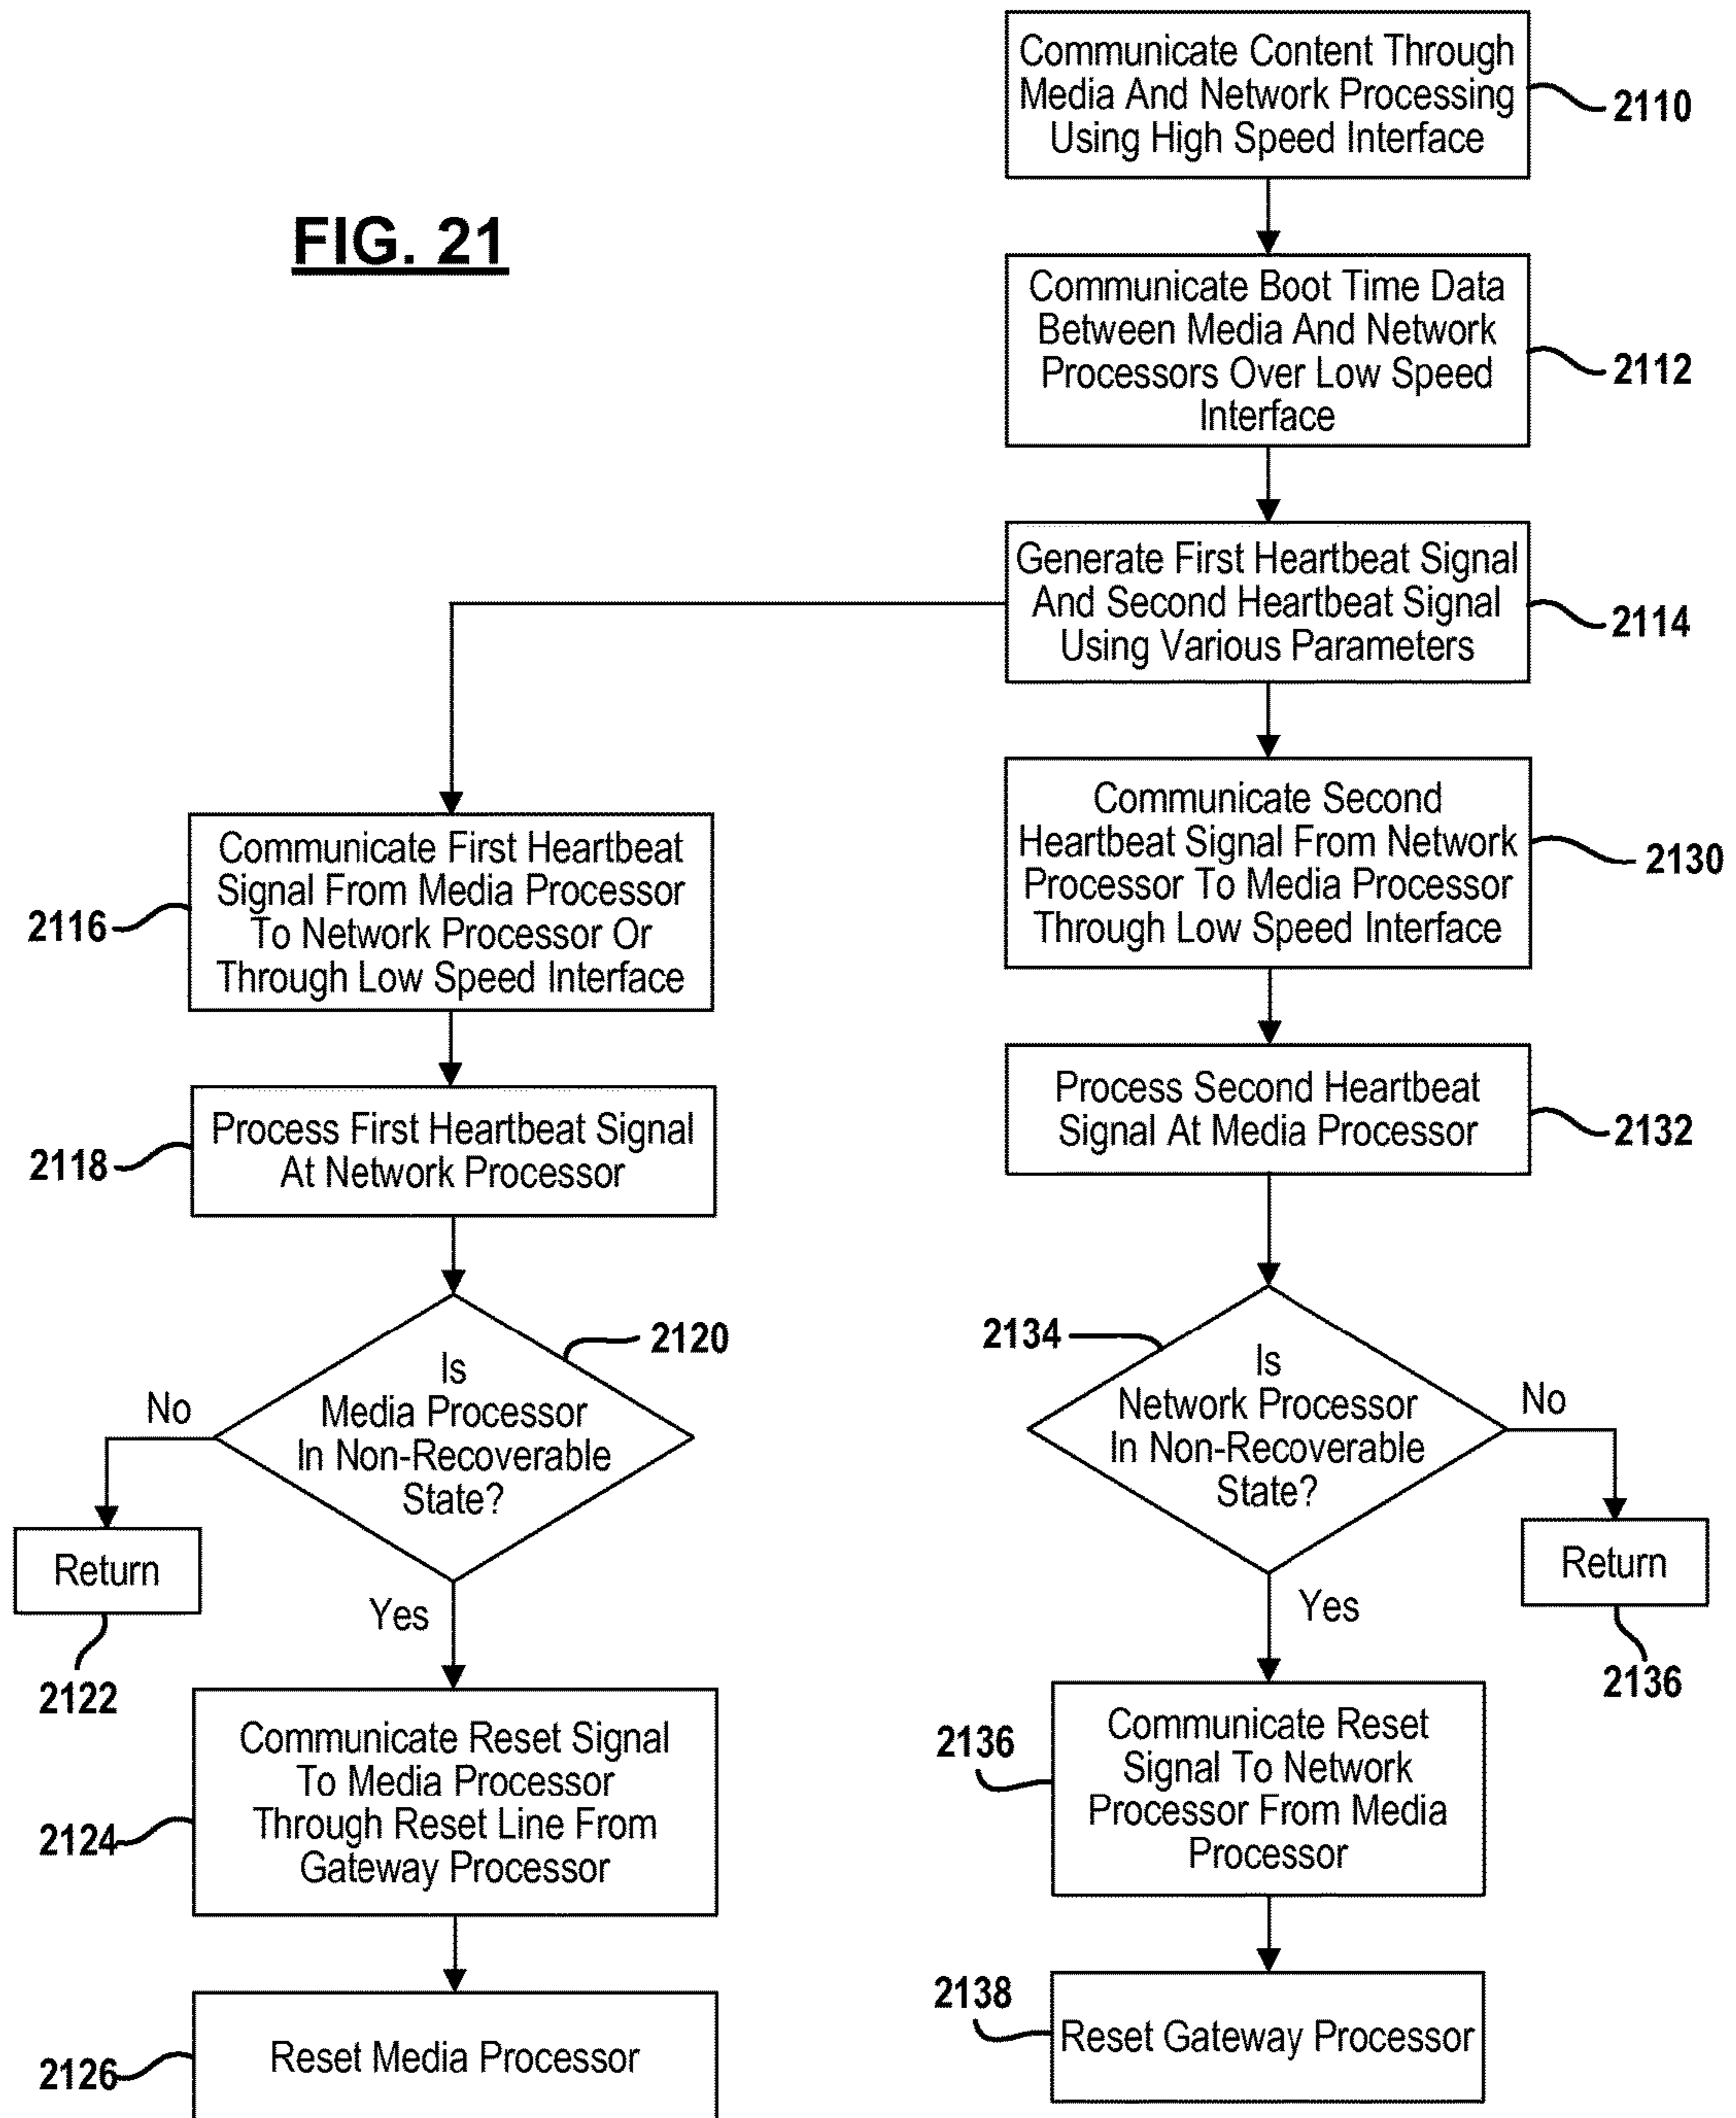 FIG. 21
Communicate Content Through
Media And Network Processing
Using High Speed Interface
2110
Communicate Boot Time Data
Between Media And Network
Processors Over Low Speed
Interface
2112
Generate First Heartbeat Signal
And Second Heartbeat Signal
Using Various Parameters
2114
Communicate First Heartbeat
Signal From Media Processor
To Network Processor Or
Through Low Speed Interface
2116
Process First Heartbeat Signal
At Network Processor
2118
Is
Media Processor
In Non-Recoverable
State?
2120
No
Return
2122
Yes
Communicate Reset Signal
To Media Processor
Through Reset Line From
Gateway Processor
2124
Reset Media Processor
2126
Communicate Second
Heartbeat Signal From Network
Processor To Media Processor
Through Low Speed Interface
2130
Process Second Heartbeat
Signal At Media Processor
2132
2134
Is
Network Processor
In Non-Recoverable
State?
No
Return
2136
Yes
Communicate Reset
Signal To Network
Processor From Media
Processor
2136
2138
Reset Gateway Processor